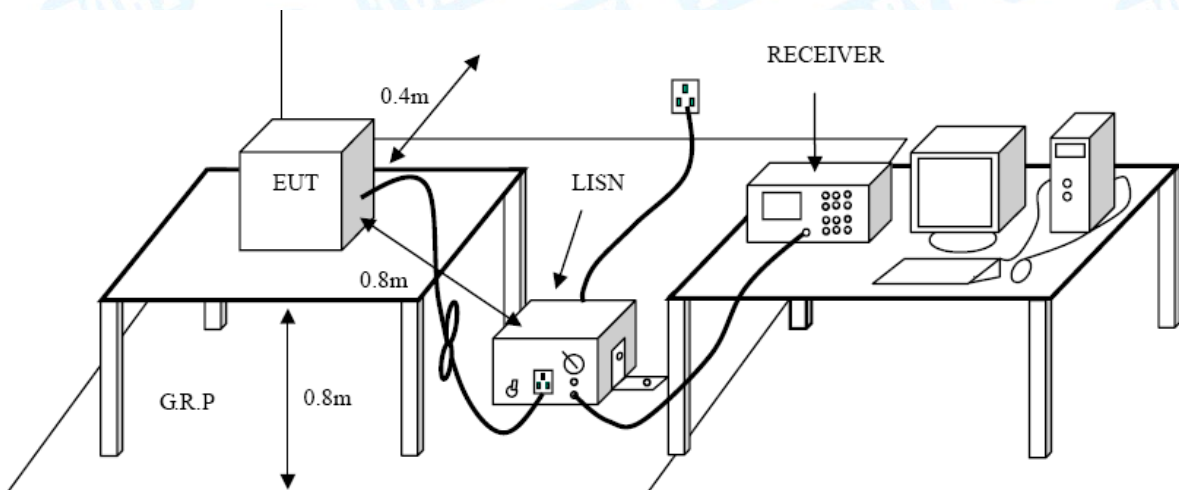 RECEIVER
0.4m
EUT
LISN
0.8m
G.R.P
0.8m